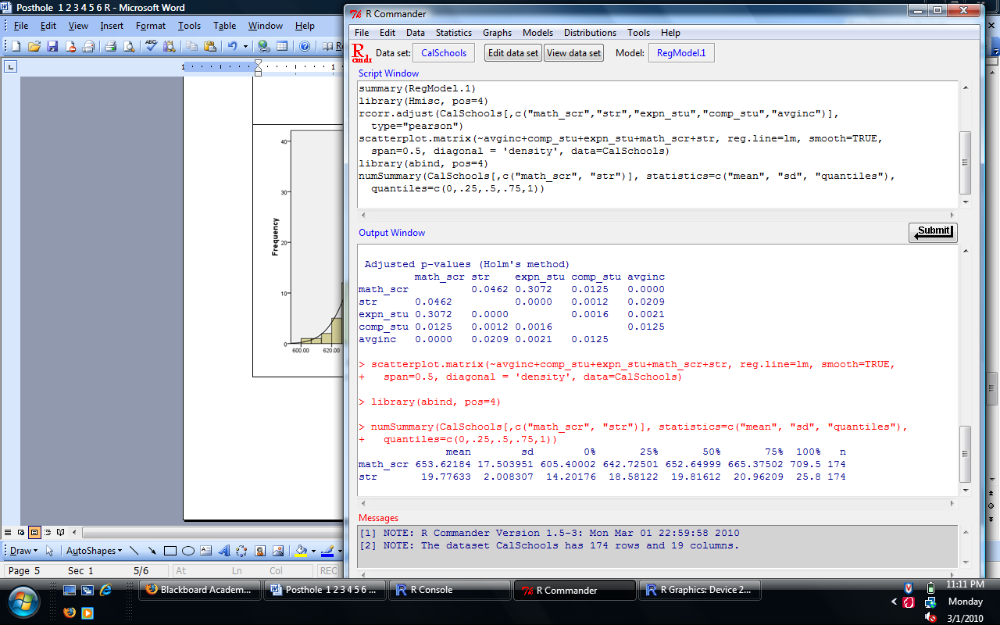 Posthole 1 2 3 4 5 6 R - Microsoft Word
File Edit View Insert Format Tools Table Window Help
1 1
Frequency
40
30
20
10
0
600.00 620.00
Draw AutoShapes
Page 5 Sec 1 5/6 At Ln Col REC
R Commander
File Edit Data Statistics Graphs Models Distributions Tools Help
R cmdr Data set: CalSchools Edit data set View data set Model: RegModel.1
Script Window
summary(RegModel.1)
library(Hmisc, pos=4)
rcorr.adjust(CalSchools[,c("math_scr","str","expn_stu","comp_stu","avginc")],
  type="pearson")
scatterplot.matrix(~avginc+comp_stu+expn_stu+math_scr+str, reg.line=lm, smooth=TRUE,
  span=0.5, diagonal = 'density', data=CalSchools)
library(abind, pos=4)
numSummary(CalSchools[,c("math_scr", "str")], statistics=c("mean", "sd", "quantiles"),
  quantiles=c(0,.25,.5,.75,1))
Output Window
Submit
Adjusted p-values (Holm's method)
math_scr str expn_stu comp_stu avginc
math_scr 0.0462 0.3072 0.0125 0.0000
str 0.0462 0.0000 0.0012 0.0209
expn_stu 0.3072 0.0000 0.0016 0.0021
comp_stu 0.0125 0.0012 0.0016 0.0125
avginc 0.0000 0.0209 0.0021 0.0125
> scatterplot.matrix(~avginc+comp_stu+expn_stu+math_scr+str, reg.line=lm, smooth=TRUE,
+   span=0.5, diagonal = 'density', data=CalSchools)
> library(abind, pos=4)
> numSummary(CalSchools[,c("math_scr", "str")], statistics=c("mean", "sd", "quantiles"),
+   quantiles=c(0,.25,.5,.75,1))
mean sd 0% 25% 50% 75% 100% n
math_scr 653.62184 17.503951 605.40002 642.72501 652.64999 665.37502 709.5 174
str 19.77633 2.008307 14.20176 18.58122 19.81612 20.96209 25.8 174
Messages
[1] NOTE: R Commander Version 1.5-3: Mon Mar 01 22:59:58 2010
[2] NOTE: The dataset CalSchools has 174 rows and 19 columns.
Blackboard Academ... Posthole 1 2 3 4 5 6 ... R Console R Commander R Graphics: Device 2...
11:11 PM
Monday
3/1/2010